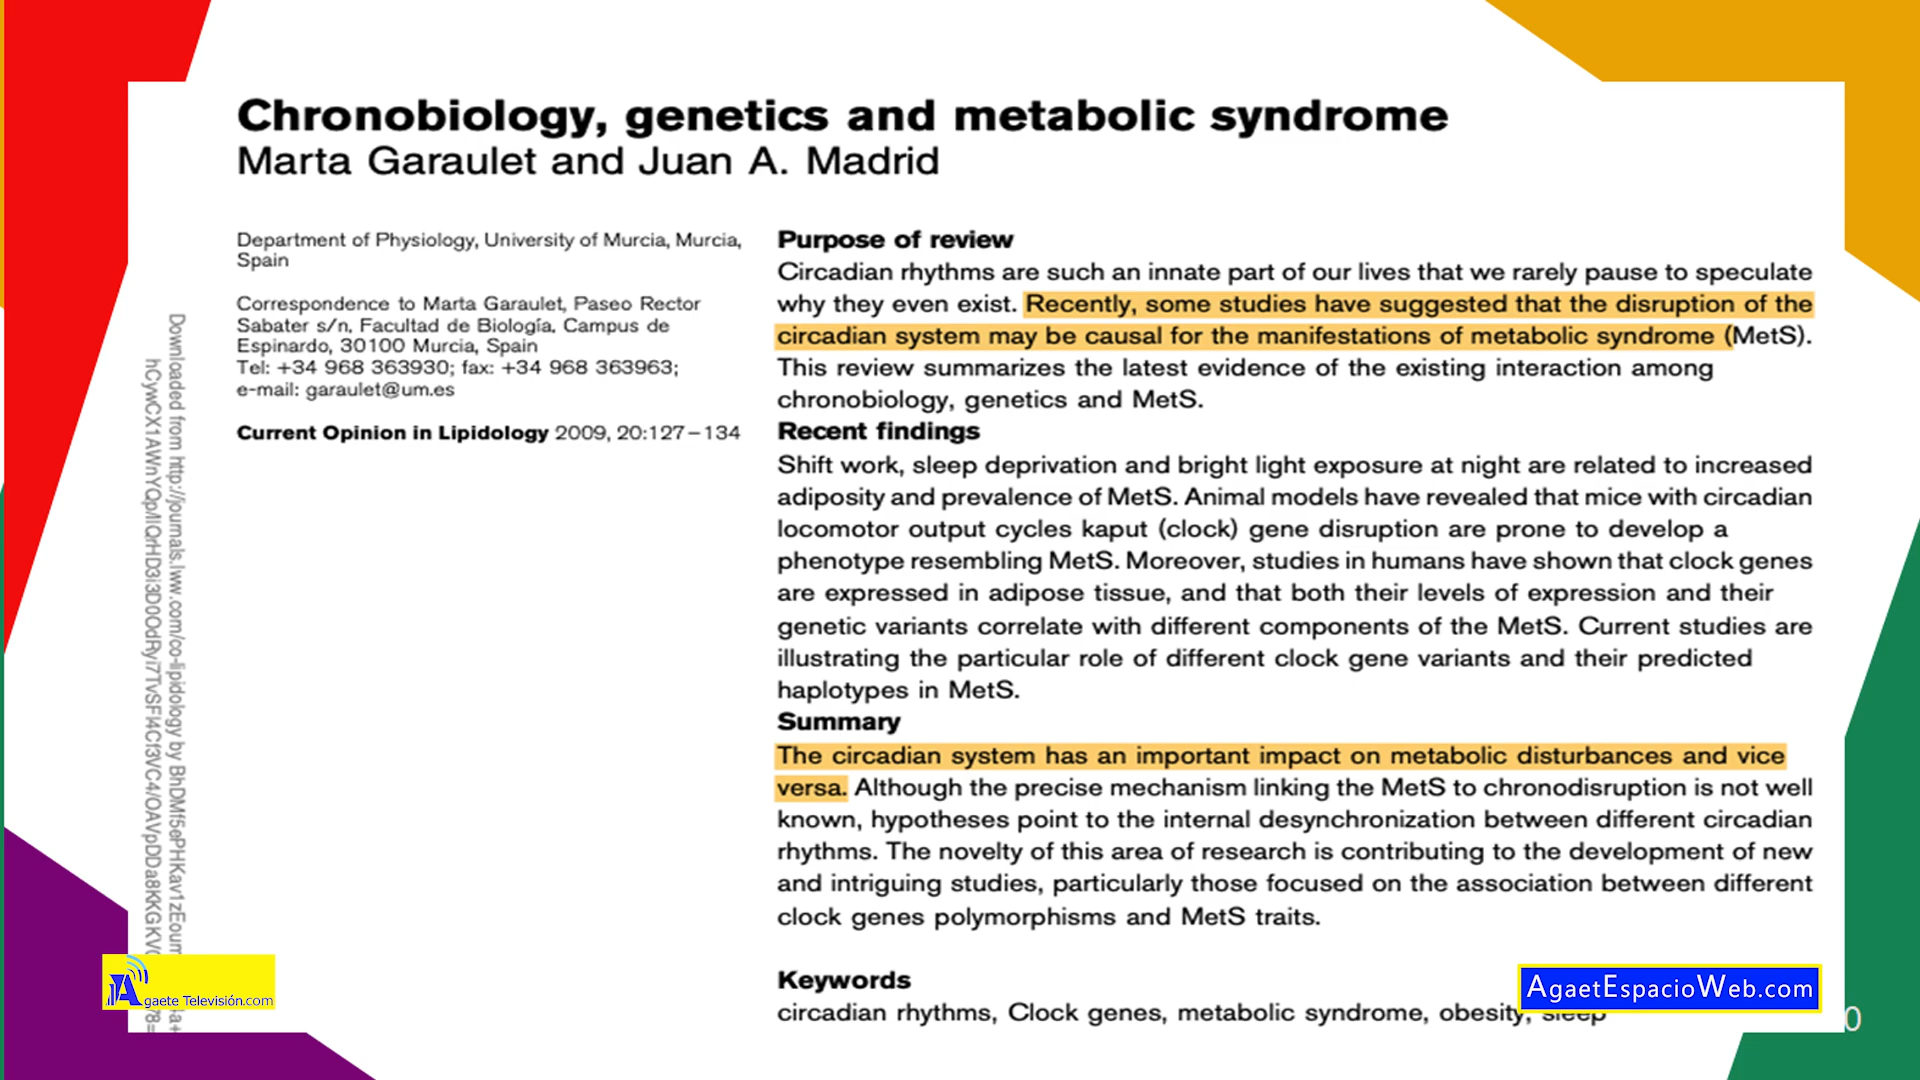 Chronobiology, genetics and metabolic syndrome
Marta Garaulet and Juan A. Madrid
Department of Physiology, University of Murcia, Murcia,
Spain
Correspondence to Marta Garaulet, Paseo Rector
Sabater s/n, Facultad de Biología, Campus de
Espinardo, 30100 Murcia, Spain
Tel: +34 968 363930; fax: +34 968 363963;
e-mail: garaulet@um.es
Current Opinion in Lipidology 2009, 20:127–134
Purpose of review
Circadian rhythms are such an innate part of our lives that we rarely pause to speculate
why they even exist. Recently, some studies have suggested that the disruption of the
circadian system may be causal for the manifestations of metabolic syndrome (MetS).
This review summarizes the latest evidence of the existing interaction among
chronobiology, genetics and MetS.
Recent findings
Shift work, sleep deprivation and bright light exposure at night are related to increased
adiposity and prevalence of MetS. Animal models have revealed that mice with circadian
locomotor output cycles kaput (clock) gene disruption are prone to develop a
phenotype resembling MetS. Moreover, studies in humans have shown that clock genes
are expressed in adipose tissue, and that both their levels of expression and their
genetic variants correlate with different components of the MetS. Current studies are
illustrating the particular role of different clock gene variants and their predicted
haplotypes in MetS.
Summary
The circadian system has an important impact on metabolic disturbances and vice
versa. Although the precise mechanism linking the MetS to chronodisruption is not well
known, hypotheses point to the internal desynchronization between different circadian
rhythms. The novelty of this area of research is contributing to the development of new
and intriguing studies, particularly those focused on the association between different
clock genes polymorphisms and MetS traits.
Keywords
circadian rhythms, Clock genes, metabolic syndrome, obesity, sleep
Downloaded from http://journals.lww.com/co-lipidology by
Agaete Televisión.com
AgaetEspacioWeb.com
0